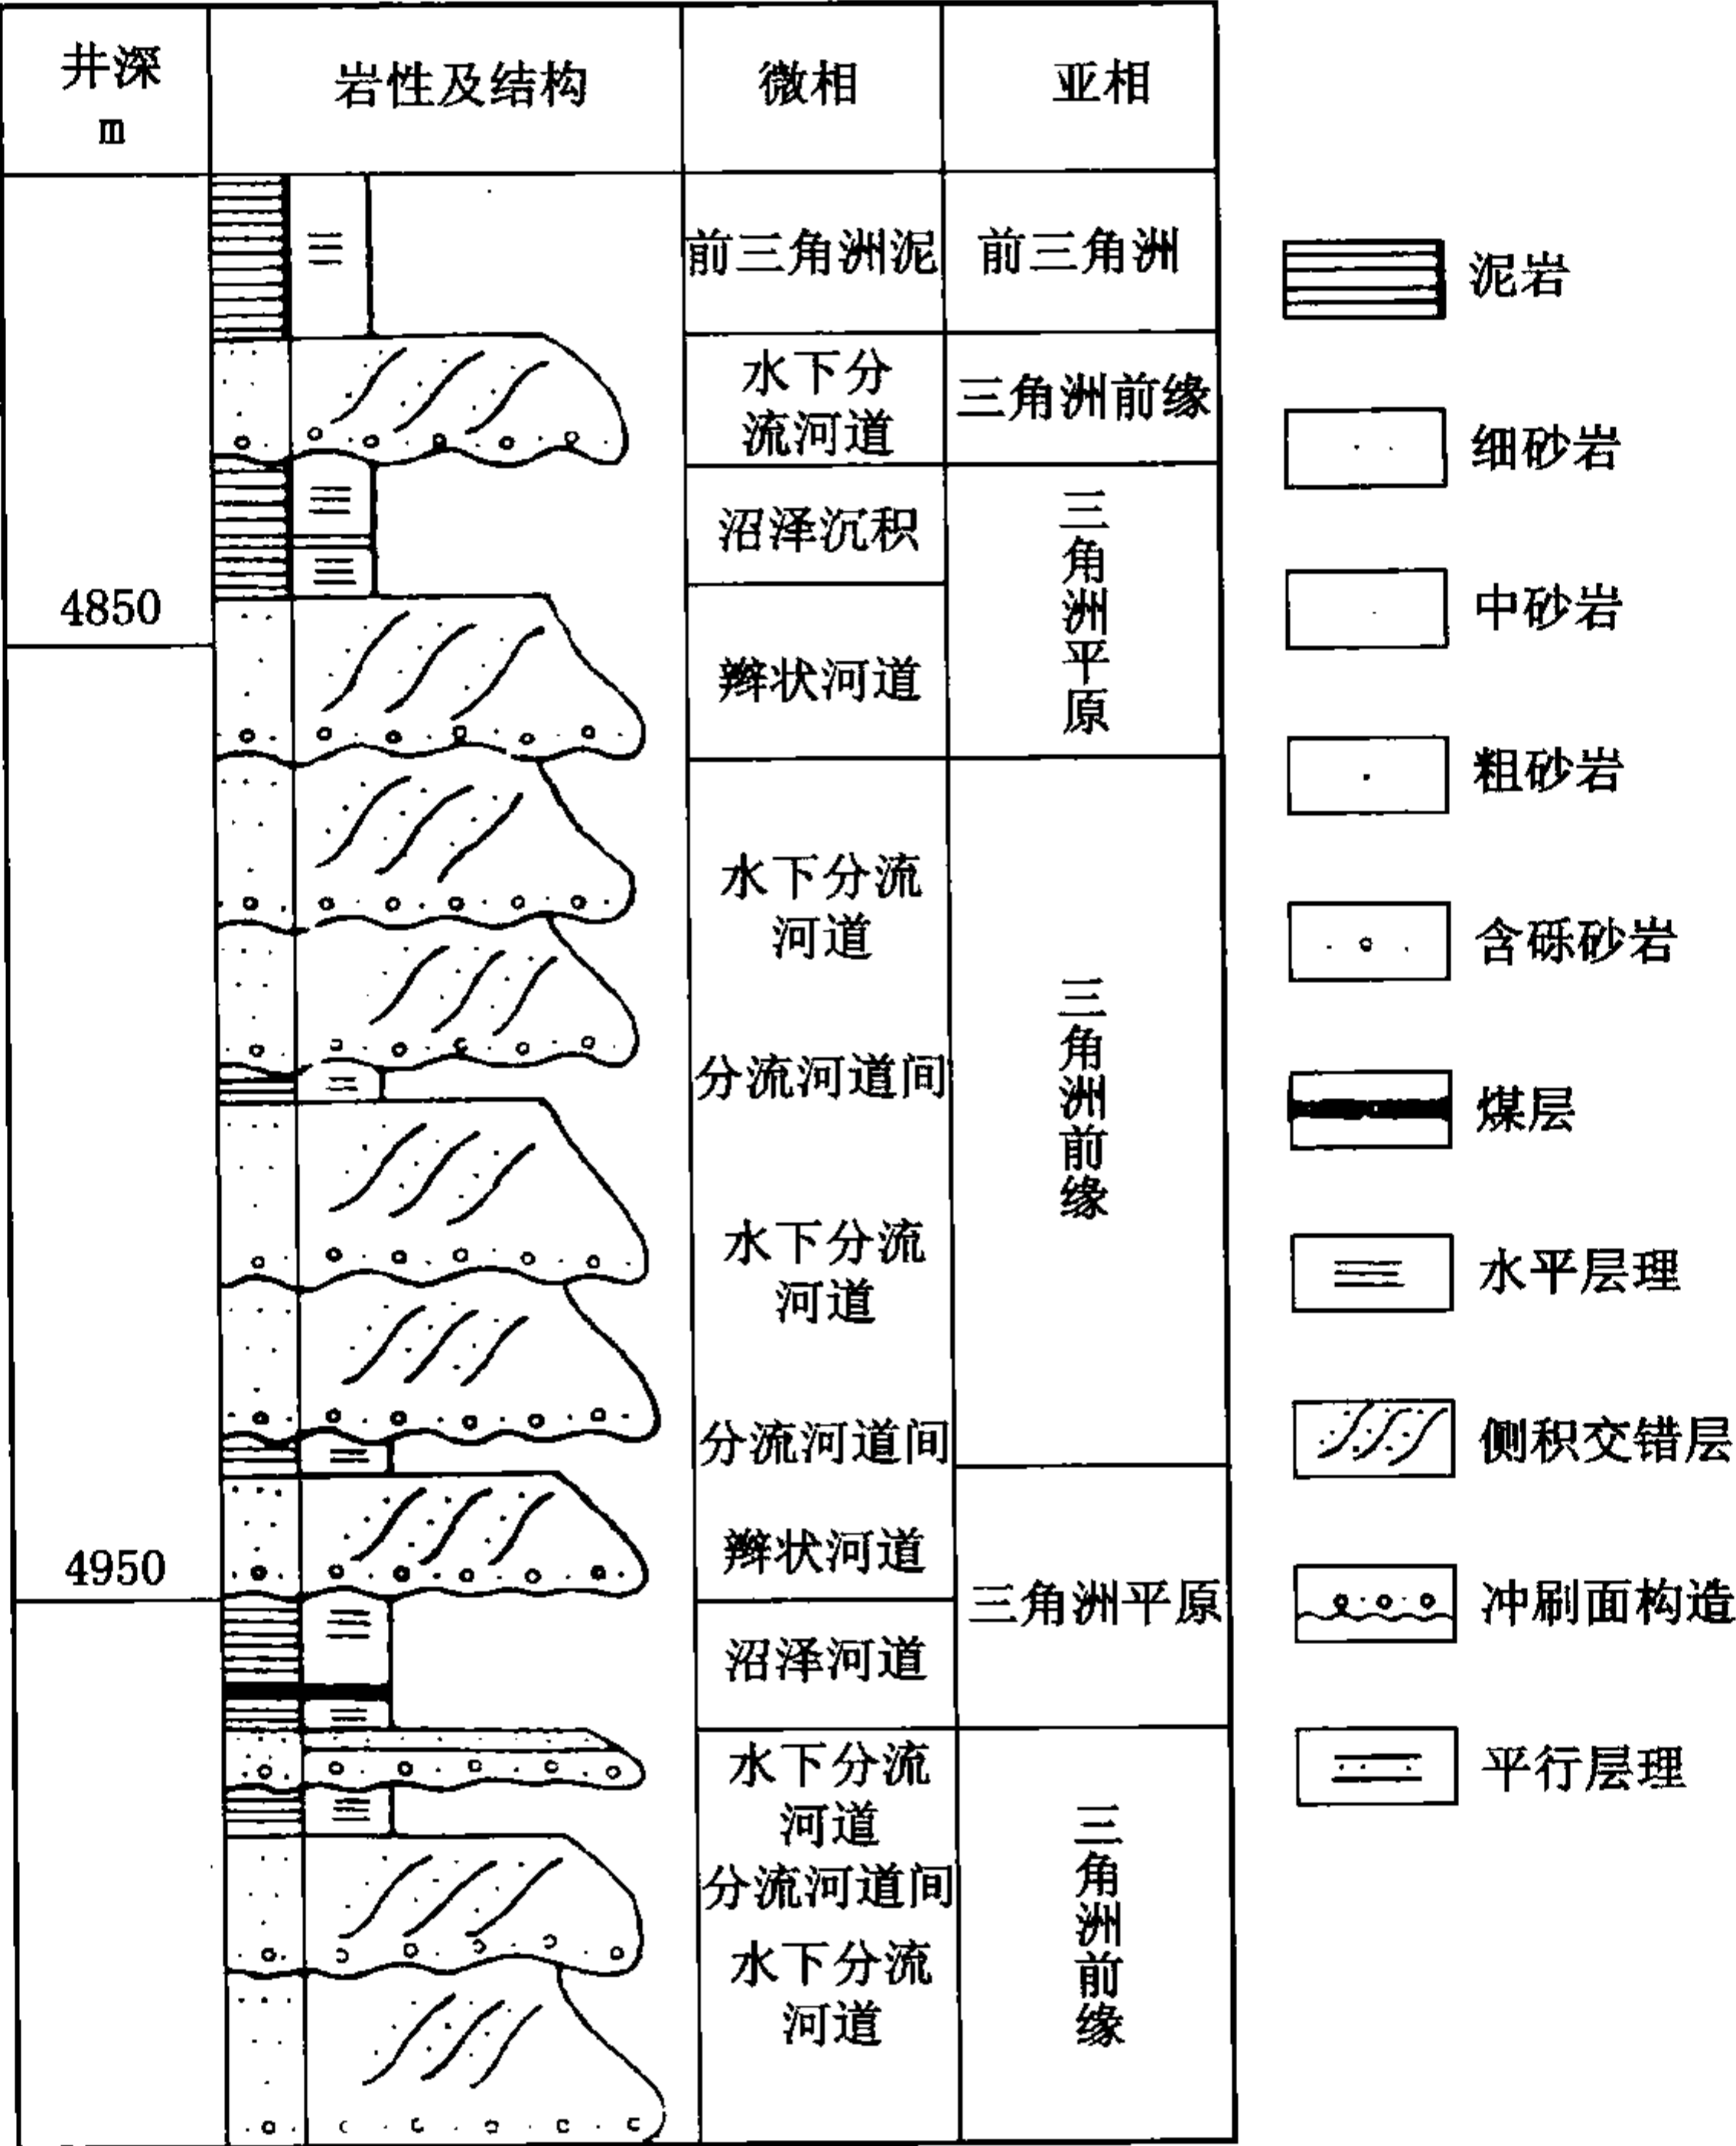 井深
m
岩性及结构
微相
亚相
前三角洲泥
前三角洲
水下分
流河道
三角洲前缘
沼泽沉积
三角洲平原
4850
辫状河道
水下分流
河道
三角洲前缘
分流河道间
水下分流
河道
分流河道间
辫状河道
4950
三角洲平原
沼泽河道
水下分流
河道
分流河道间
水下分流
河道
三角洲前缘
泥岩
细砂岩
中砂岩
粗砂岩
含砾砂岩
煤层
水平层理
侧积交错层
冲刷面构造
平行层理